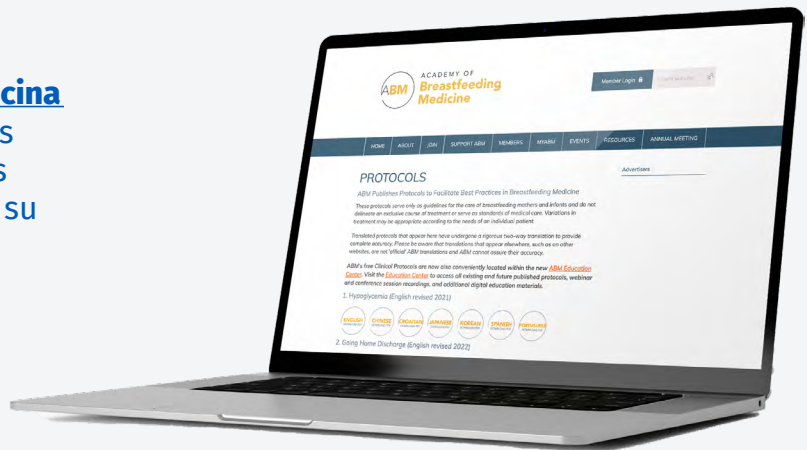 cina
s
s
su
ABM
ACADEMY OF
Breastfeeding
Medicine
Member Login
HOME ABOUT JOIN SUPPORT ABM MEMBERS MYABM EVENTS RESOURCES ANNUAL MEETING
PROTOCOLS
Advertisers
ABM Publishes Protocols to Facilitate Best Practices in Breastfeeding Medicine
These protocols serve only as guidelines for the care of breastfeeding mothers and infants and do not
delineate an exclusive course of treatment or serve as standards of medical care. Variations in
treatment may be appropriate according to the needs of an individual patient.
Translated protocols that appear here have undergone a rigorous two-way translation to provide
complete accuracy. Please be aware that translations that appear elsewhere, such as on other
websites, are not 'official' ABM translations and ABM cannot assure their accuracy.
ABM's free Clinical Protocols are now also conveniently located within the new ABM Education
Center. Visit the Education Center to access all existing and future published protocols, webinar
and conference session recordings, and additional digital education materials.
1. Hypoglycemia (English revised 2021)
ENGLISH CHINESE CROATIAN JAPANESE KOREAN SPANISH PORTUGUESE
2. Going Home Discharge (English revised 2022)